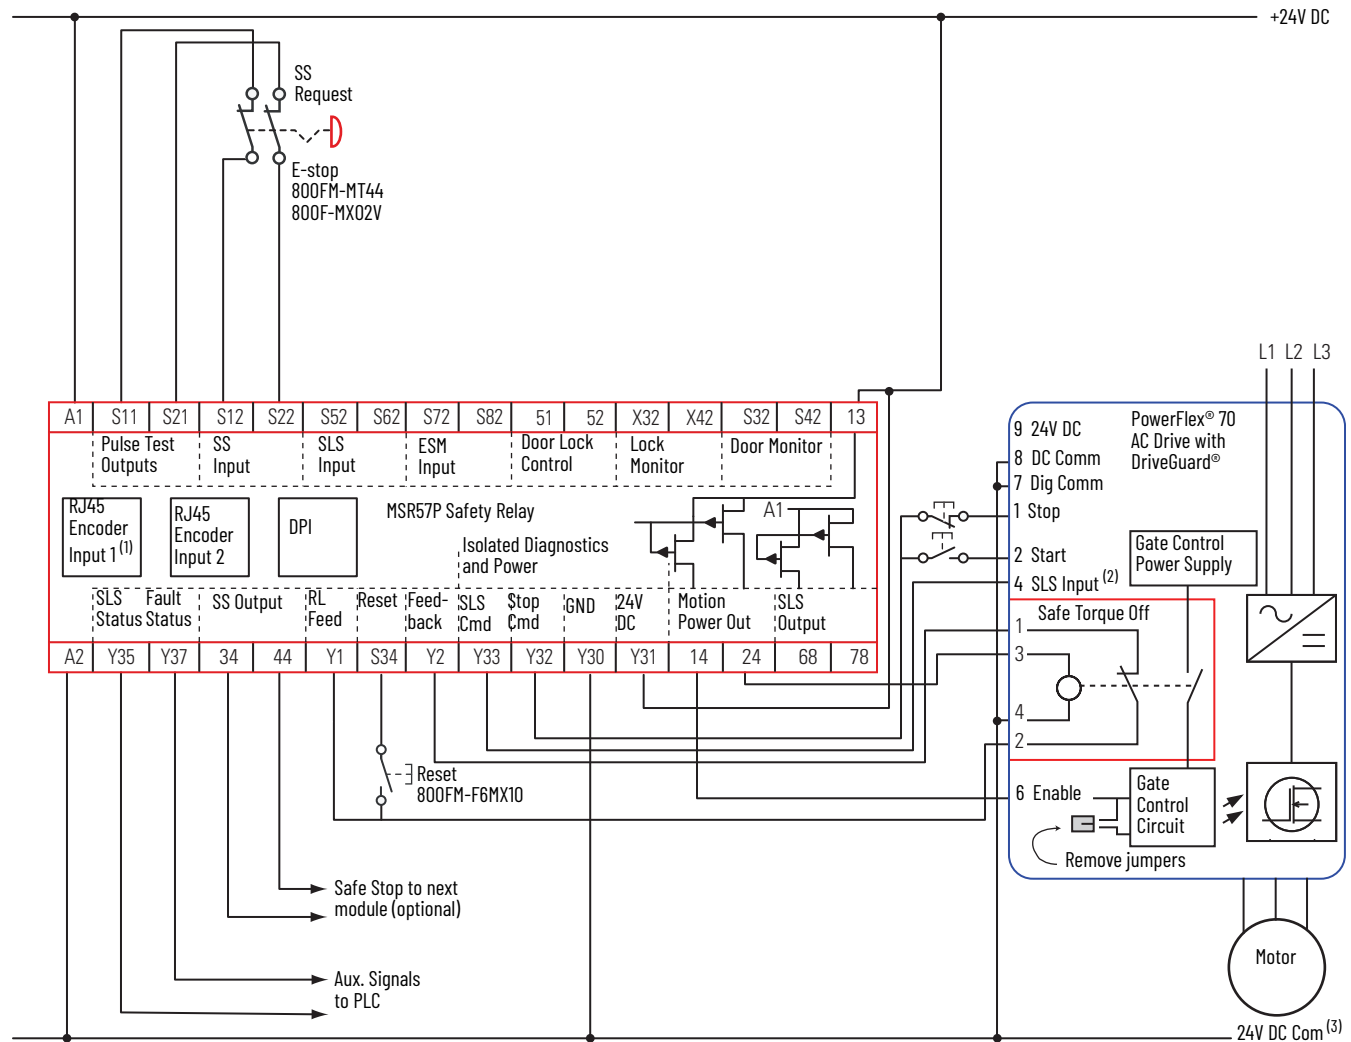 +24V DC
SS
Request
E-stop
800FM-MT44
800F-MX02V
L1 L2 L3
A1 S11 S21 S12 S22 S52 S62 S72 S82 51 52 X32 X42 S32 S42 13
Pulse Test
Outputs
SS
Input
SLS
Input
ESM
Input
Door Lock
Control
Lock
Monitor
Door Monitor
RJ45
Encoder
Input 1 (1)
RJ45
Encoder
Input 2
DPI
MSR57P Safety Relay
A1
Isolated Diagnostics
and Power
SLS
Status
Fault
Status
SS Output
RL
Feed
Reset
Feed-
back
SLS
Cmd
Stop
Cmd
GND
24V
DC
Motion
Power Out
SLS
Output
A2 Y35 Y37 34 44 Y1 S34 Y2 Y33 Y32 Y30 Y31 14 24 68 78
PowerFlex® 70
AC Drive with
DriveGuard®
9 24V DC
8 DC Comm
7 Dig Comm
1 Stop
2 Start
4 SLS Input (2)
Gate Control
Power Supply
Safe Torque Off
1
3
4
2
6 Enable
Gate
Control
Circuit
Remove jumpers
Reset
800FM-F6MX10
Safe Stop to next
module (optional)
Aux. Signals
to PLC
Motor
24V DC Com (3)